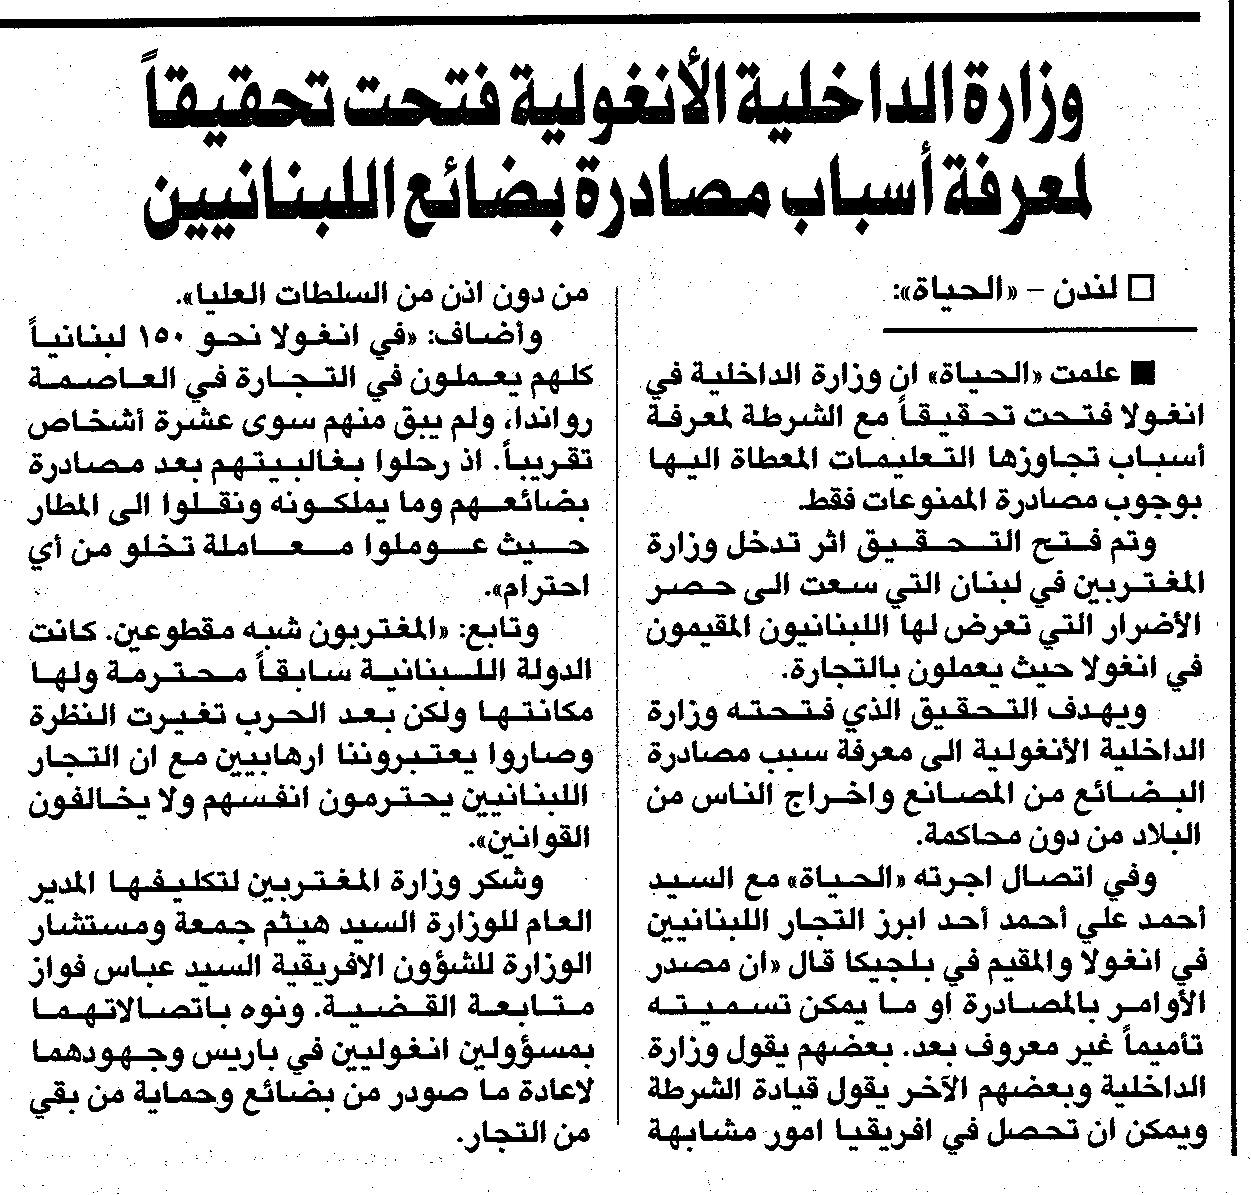 وزارة الداخلية الأنغولية فتحت تحقيقاً
لمعرفة أسباب مصادرة بضائع اللبنانيين
□ لندن – «الحياة»:
■ علمت «الحياة» ان وزارة الداخلية في
انغولا فتحت تحقيقاً مع الشرطة لمعرفة
أسباب تجاوزها التعليمات المعطاة اليها
بوجوب مصادرة الممنوعات فقط.
وتم فتح التحقيق اثر تدخل وزارة
المغتربين في لبنان التي سعت الى حصر
الأضرار التي تعرض لها اللبنانيون المقيمون
في انغولا حيث يعملون بالتجارة.
ويهدف التحقيق الذي فتحته وزارة
الداخلية الأنغولية الى معرفة سبب مصادرة
البضائع من المصانع واخراج الناس من
البلاد من دون محاكمة.
وفي اتصال اجرته «الحياة» مع السيد
أحمد علي أحمد أحد ابرز التجار اللبنانيين
في انغولا والمقيم في بلجيكا قال «ان مصدر
الأوامر بالمصادرة او ما يمكن تسميته
تأميماً غير معروف بعد. بعضهم يقول وزارة
الداخلية وبعضهم الآخر يقول قيادة الشرطة
ويمكن ان تحصل في افريقيا امور مشابهة
من دون اذن من السلطات العليا».
وأضاف: «في انغولا نحو ١٥٠ لبنانياً
كلهم يعملون في التجارة في العاصمة
رواندا، ولم يبق منهم سوى عشرة أشخاص
تقريباً. اذ رحلوا بغالبيتهم بعد مصادرة
بضائعهم وما يملكونه ونقلوا الى المطار
حيث عوملوا معاملة تخلو من أي
احترام».
وتابع: «المغتربون شبه مقطوعين. كانت
الدولة اللبنانية سابقاً محترمة ولها
مكانتها ولكن بعد الحرب تغيرت النظرة
وصاروا يعتبروننا ارهابيين مع ان التجار
اللبنانيين يحترمون انفسهم ولا يخالفون
القوانين».
وشكر وزارة المغتربين لتكليفها المدير
العام للوزارة السيد هيثم جمعة ومستشار
الوزارة للشؤون الافريقية السيد عباس فواز
متابعة القضية. ونوه باتصالاتهما
بمسؤولين انغوليين في باريس وجهودهما
لاعادة ما صودر من بضائع وحماية من بقي
من التجار.